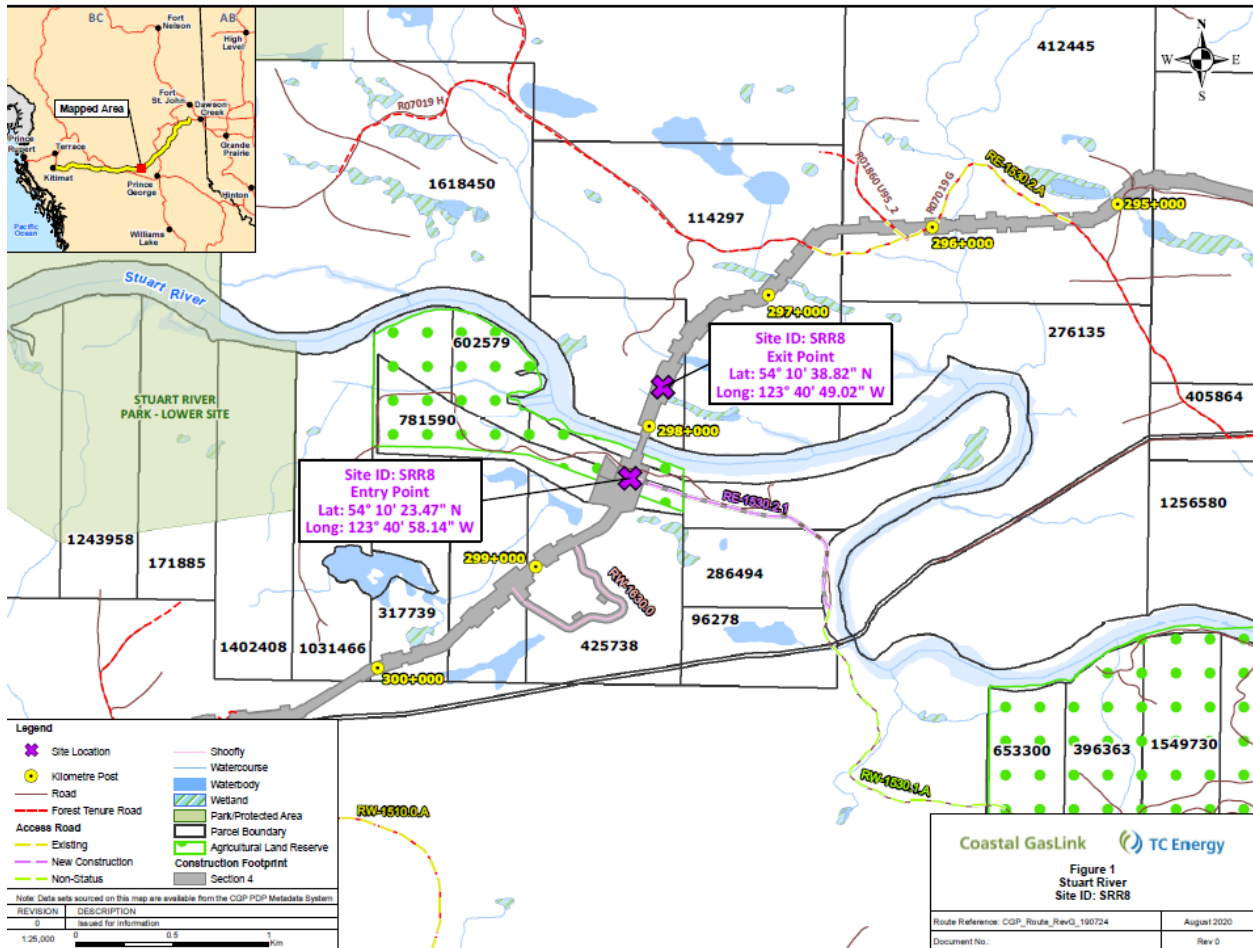 BC
AB
Fort
Nelson
High
Level
Fort
St. John
Dawson
Creek
Mapped Area
Grande
Prairie
Prince
Rupert
Terrace
Kitimat
Prince
George
Hinton
Williams
Lake
Pacific
Ocean
N
W
E
S
412445
R07019 H
1618450
114297
R01860 U95_2
R07019 G
RE-1530.2.A
295+000
296+000
297+000
Stuart River
276135
602579
Site ID: SRR8
Exit Point
Lat: 54° 10' 38.82" N
Long: 123° 40' 49.02" W
405864
STUART RIVER
PARK - LOWER SITE
781590
298+000
Site ID: SRR8
Entry Point
Lat: 54° 10' 23.47" N
Long: 123° 40' 58.14" W
RE-1530.2.1
1256580
1243958
171885
299+000
286494
RW-1630.0
317739
96278
1402408
1031466
425738
300+000
653300
396363
1549730
RW-1530.1.A
RW-1510.0.A
Legend
Site Location
Kilometre Post
Road
Forest Tenure Road
Access Road
Existing
New Construction
Non-Status
Shoofly
Watercourse
Waterbody
Wetland
Park/Protected Area
Parcel Boundary
Agricultural Land Reserve
Construction Footprint
Section 4
Note: Data sets sourced on this map are available from the CGP PDP Metadata System
REVISION DESCRIPTION
0 Issued for Information
1:25,000 0 0.5 1
Km
Coastal GasLink TC Energy
Figure 1
Stuart River
Site ID: SRR8
Route Reference: CGP_Route_RevG_190724 August 2020
Document No.: Rev 0